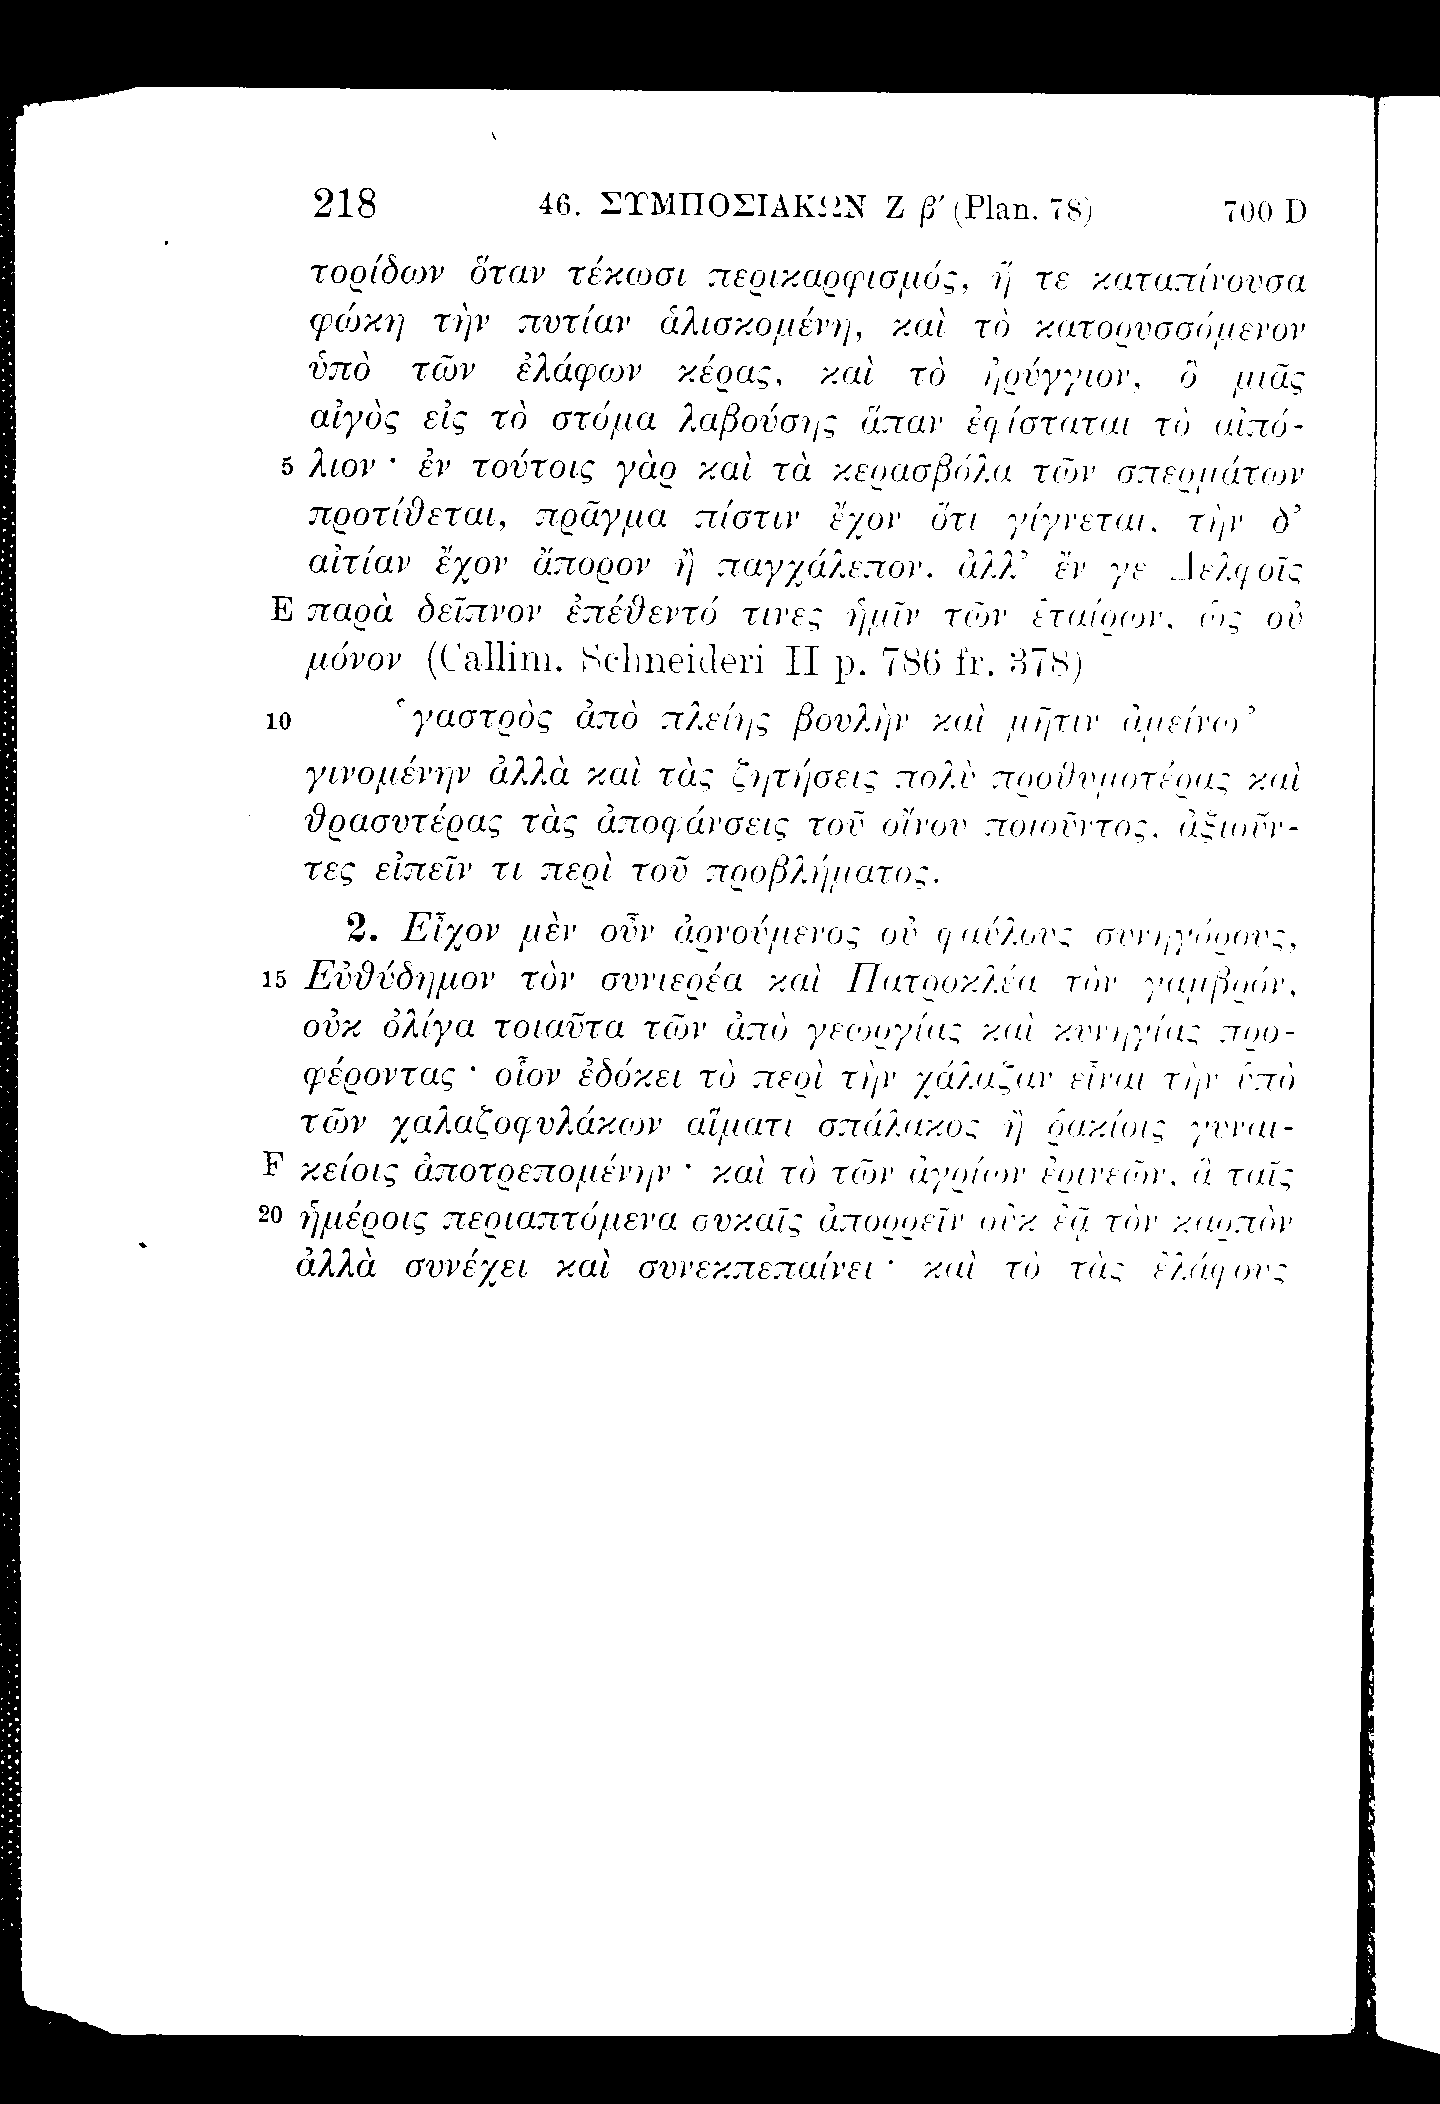 218 46. ΣΥΜΠΟΣΙΑΚΩΝ Ζ β′ (Plan. 78) 700 D
τορίδων ὅταν τέκωσι περικαρφισμός, ἥ τε καταπίνουσα
φώκη τὴν πυτίαν ἁλισκομένη, καὶ τὸ κατορυσσόμενον
ὑπὸ τῶν ἐλάφων κέρας, καὶ τὸ ἠρύγγιον, ὃ μιᾶς
αἰγὸς εἰς τὸ στόμα λαβούσης ἅπαν ἐφίσταται τὸ αἰπό-
5 λιον · ἐν τούτοις γὰρ καὶ τὰ κερασβόλα τῶν σπερμάτων
προτίθεται, πρᾶγμα πίστιν ἔχον ὅτι γίγνεται, τὴν δ’
αἰτίαν ἔχον ἄπορον ἢ παγχάλεπον. ἀλλ’ ἔν γε Δελφοῖς
E παρὰ δεῖπνον ἐπέθεντό τινες ἡμῖν τῶν ἑταίρων, ὡς οὐ
μόνον (Callim. Schneideri II p. 786 fr. 378)
10 ‘γαστρὸς ἀπὸ πλείης βουλὴν καὶ μῆτιν ἀμείνω’
γινομένην ἀλλὰ καὶ τὰς ζητήσεις πολὺ προθυμοτέρας καὶ
θρασυτέρας τὰς ἀποφάνσεις τοῦ οἴνου ποιοῦντος, ἀξιοῦν-
τες εἰπεῖν τι περὶ τοῦ προβλήματος.
2. Εἶχον μὲν οὖν ἀρνούμενος οὐ φαύλους συνηγόρους,
15 Εὐθύδημον τὸν συνιερέα καὶ Πατροκλέα τὸν γαμβρόν,
οὐκ ὀλίγα τοιαῦτα τῶν ἀπὸ γεωργίας καὶ κυνηγίας προ-
φέροντας · οἷον ἐδόκει τὸ περὶ τὴν χάλαζαν εἶναι τὴν ὑπὸ
τῶν χαλαζοφυλάκων αἵματι σπάλακος ἢ ῥακίοις γυναι-
F κείοις ἀποτρεπομένην · καὶ τὸ τῶν ἀγρίων ἐρινεῶν, ἃ ταῖς
20 ἡμέροις περιαπτόμενα συκαῖς ἀπορρεῖν οὐκ ἐᾷ τὸν καρπὸν
ἀλλὰ συνέχει καὶ συνεκπεπαίνει · καὶ τὸ τὰς ἐλάφους